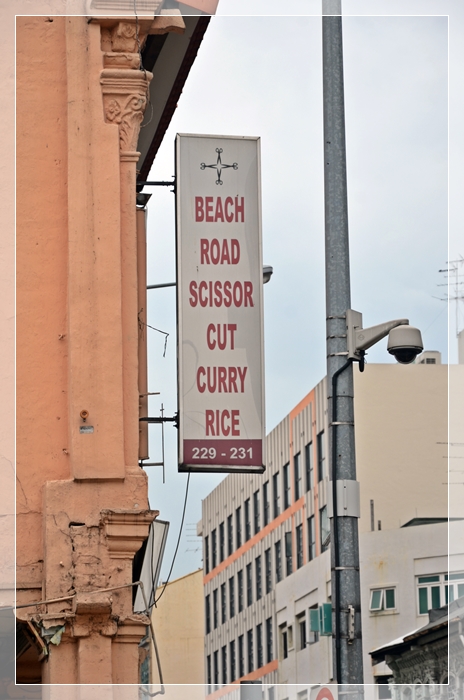 BEACH
ROAD
SCISSOR
CUT
CURRY
RICE
229 - 231